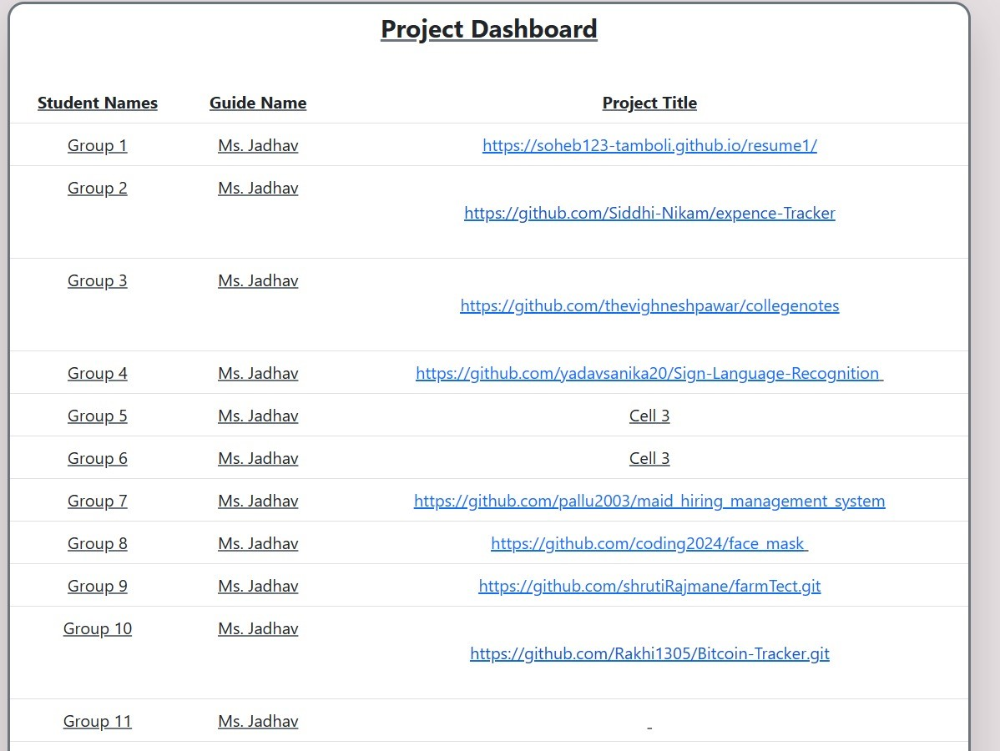 Project Dashboard
Student Names Guide Name Project Title
Group 1 Ms. Jadhav https://soheb123-tamboli.github.io/resume1/
Group 2 Ms. Jadhav
https://github.com/Siddhi-Nikam/expence-Tracker
Group 3 Ms. Jadhav
https://github.com/thevighneshpawar/collegenotes
Group 4 Ms. Jadhav https://github.com/yadavsanika20/Sign-Language-Recognition
Group 5 Ms. Jadhav Cell 3
Group 6 Ms. Jadhav Cell 3
Group 7 Ms. Jadhav https://github.com/pallu2003/maid_hiring_management_system
Group 8 Ms. Jadhav https://github.com/coding2024/face_mask
Group 9 Ms. Jadhav https://github.com/shrutiRajmane/farmTect.git
Group 10 Ms. Jadhav
https://github.com/Rakhi1305/Bitcoin-Tracker.git
Group 11 Ms. Jadhav